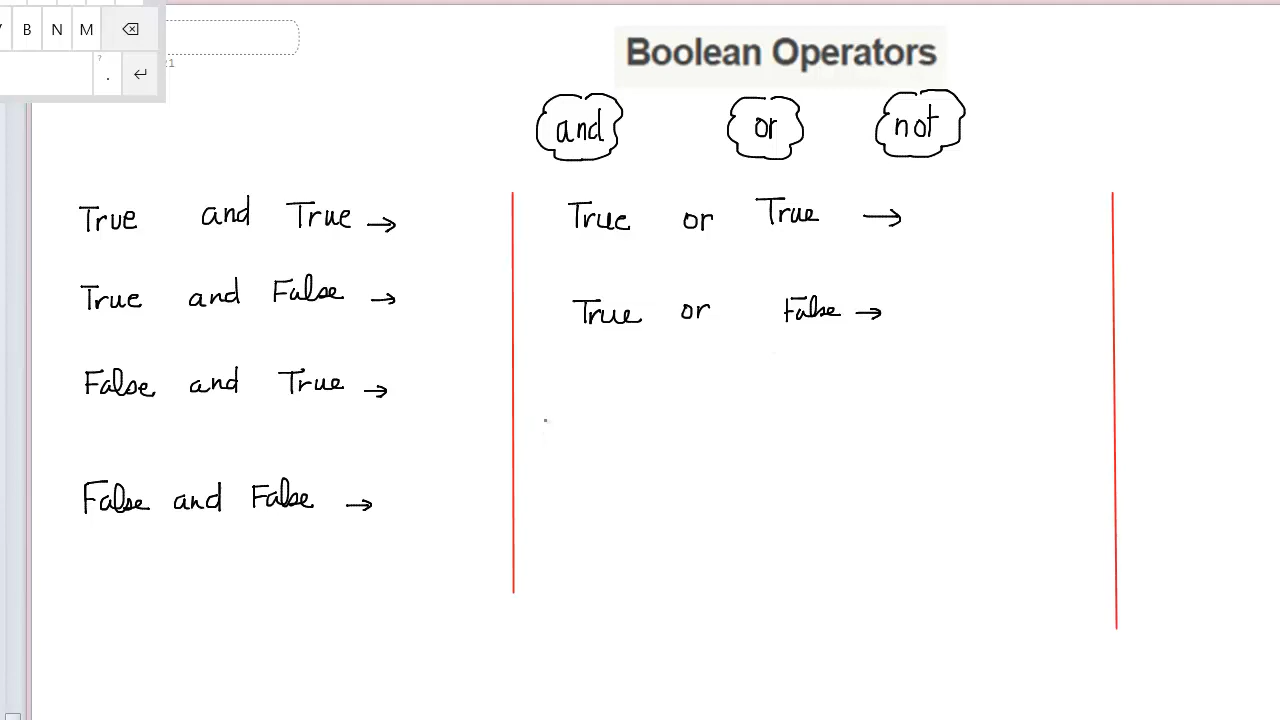 B N M
? .
21
Boolean Operators
and or not
True and True →
True and False →
False and True →
False and False →
True or True →
True or False →